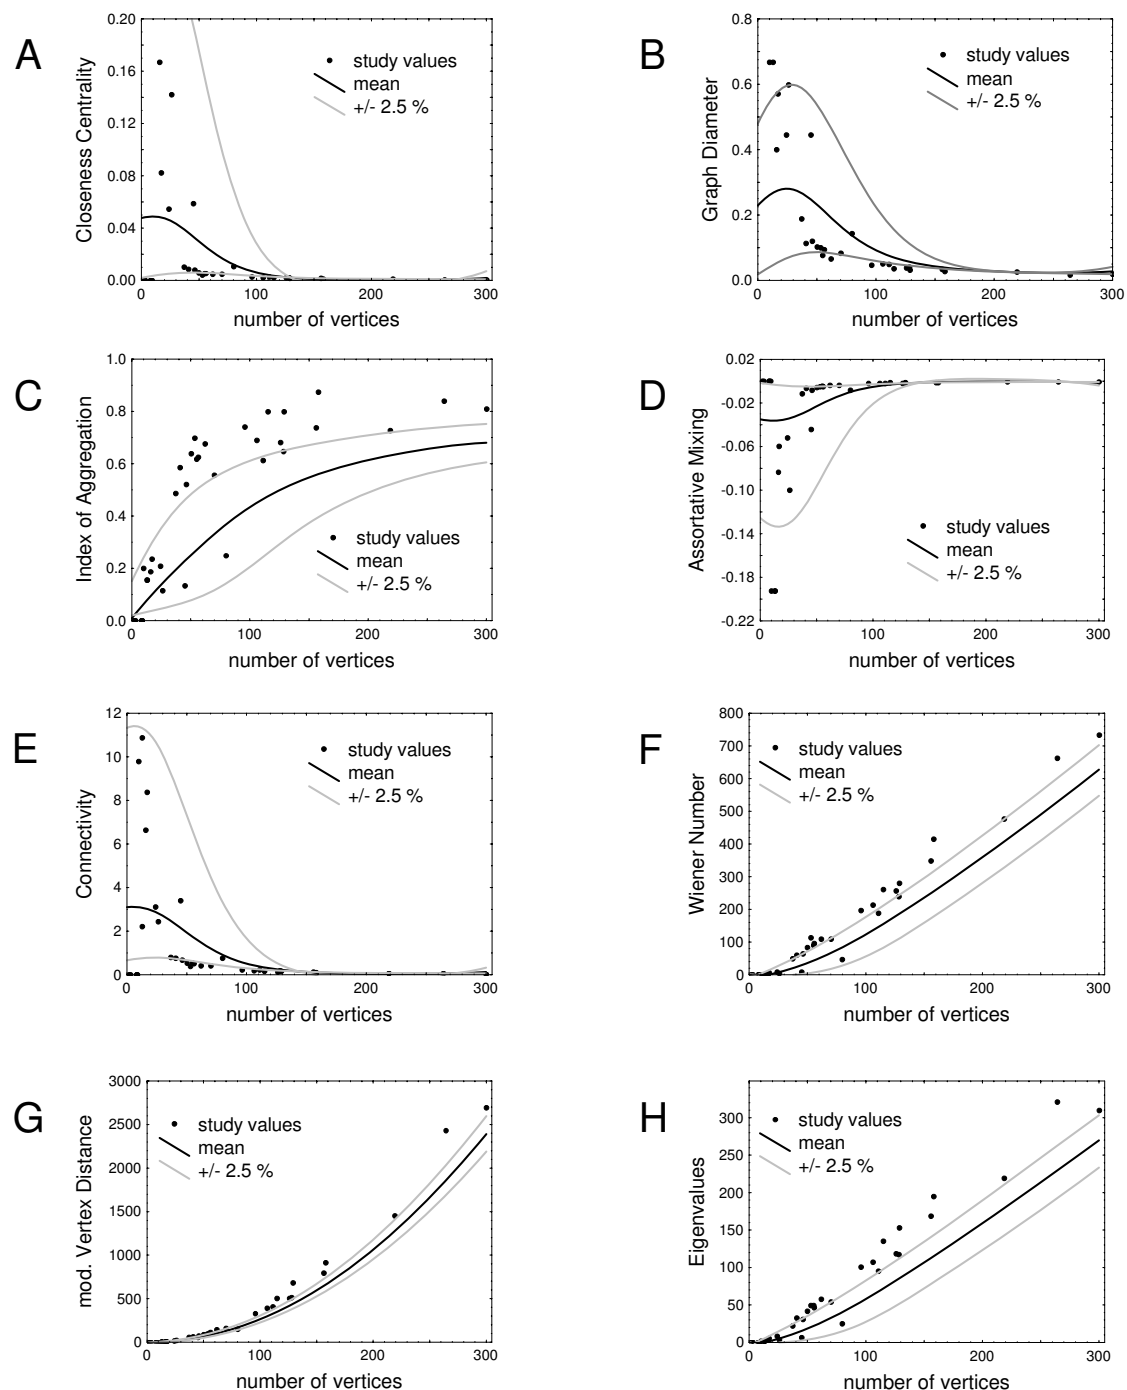 A
Closeness Centrality
0.20
0.16
0.12
0.08
0.04
0.00
study values
mean
+/- 2.5 %
0 100 200 300
number of vertices
B
Graph Diameter
0.8
0.6
0.4
0.2
0.0
study values
mean
+/- 2.5 %
0 100 200 300
number of vertices
C
Index of Aggregation
1.0
0.8
0.6
0.4
0.2
0.0
study values
mean
+/- 2.5 %
0 100 200 300
number of vertices
D
Assortative Mixing
0.02
-0.02
-0.06
-0.10
-0.14
-0.18
-0.22
study values
mean
+/- 2.5 %
0 100 200 300
number of vertices
E
Connectivity
12
10
8
6
4
2
0
study values
mean
+/- 2.5 %
0 100 200 300
number of vertices
F
Wiener Number
800
700
600
500
400
300
200
100
0
study values
mean
+/- 2.5 %
0 100 200 300
number of vertices
G
mod. Vertex Distance
3000
2500
2000
1500
1000
500
0
study values
mean
+/- 2.5 %
0 100 200 300
number of vertices
H
Eigenvalues
300
250
200
150
100
50
0
study values
mean
+/- 2.5 %
0 100 200 300
number of vertices